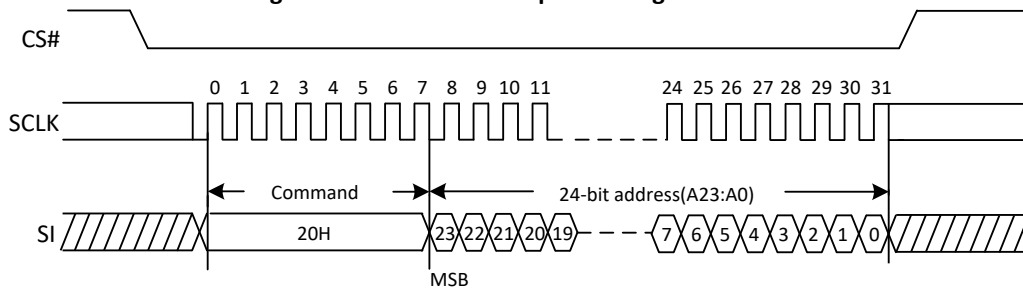 CS#
0 1 2 3 4 5 6 7 8 9 10 11 24 25 26 27 28 29 30 31
SCLK
Command 24-bit address(A23:A0)
SI 20H 23 22 21 20 19 7 6 5 4 3 2 1 0
MSB